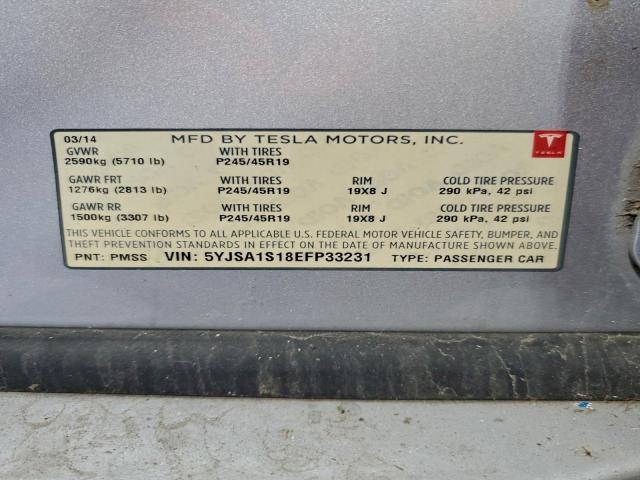 03/14 MFD BY TESLA MOTORS, INC.
GVWR WITH TIRES
2590kg (5710 lb) P245/45R19
TESLA
GAWR FRT WITH TIRES RIM COLD TIRE PRESSURE
1276kg (2813 lb) P245/45R19 19X8 J 290 kPa, 42 psi
GAWR RR WITH TIRES RIM COLD TIRE PRESSURE
1500kg (3307 lb) P245/45R19 19X8 J 290 kPa, 42 psi
THIS VEHICLE CONFORMS TO ALL APPLICABLE U.S. FEDERAL MOTOR VEHICLE SAFETY, BUMPER, AND
THEFT PREVENTION STANDARDS IN EFFECT ON THE DATE OF MANUFACTURE SHOWN ABOVE.
PNT: PMSS VIN: 5YJSA1S18EFP33231 TYPE: PASSENGER CAR